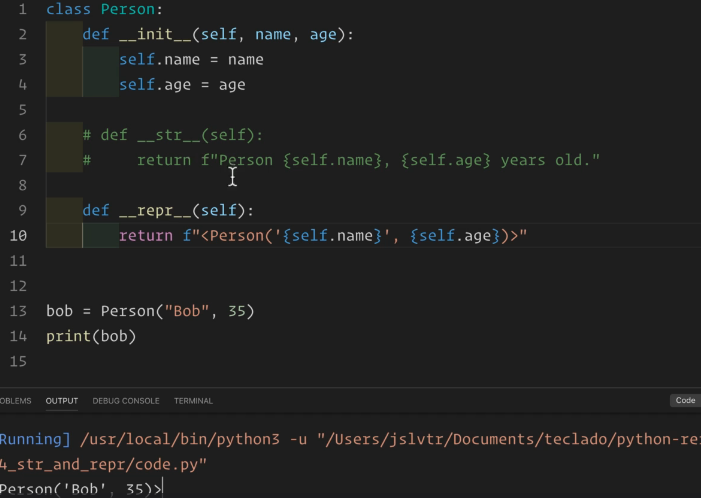 1 class Person:
2 def __init__(self, name, age):
3 self.name = name
4 self.age = age
5
6 # def __str__(self):
7 # return f"Person {self.name}, {self.age} years old."
8
9 def __repr__(self):
10 return f"<Person('{self.name}', {self.age})>"
11
12
13 bob = Person("Bob", 35)
14 print(bob)
15
OBLEMS OUTPUT DEBUG CONSOLE TERMINAL Code
Running] /usr/local/bin/python3 -u "/Users/jslvtr/Documents/teclado/python-re
4_str_and_repr/code.py"
Person('Bob', 35)>